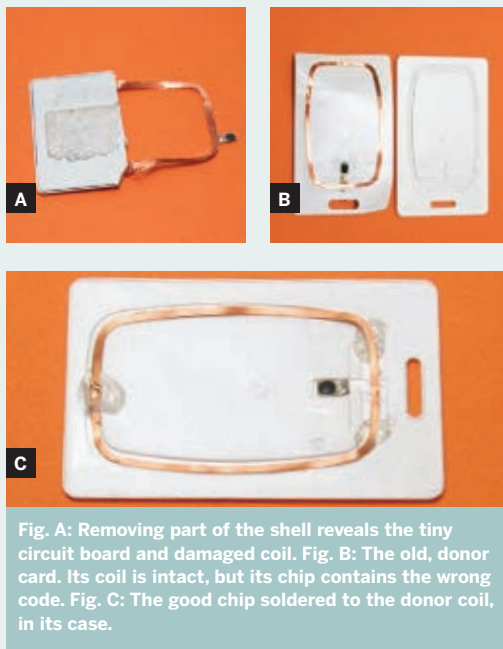 A
B
C
Fig. A: Removing part of the shell reveals the tiny
circuit board and damaged coil. Fig. B: The old, donor
card. Its coil is intact, but its chip contains the wrong
code. Fig. C: The good chip soldered to the donor coil,
in its case.